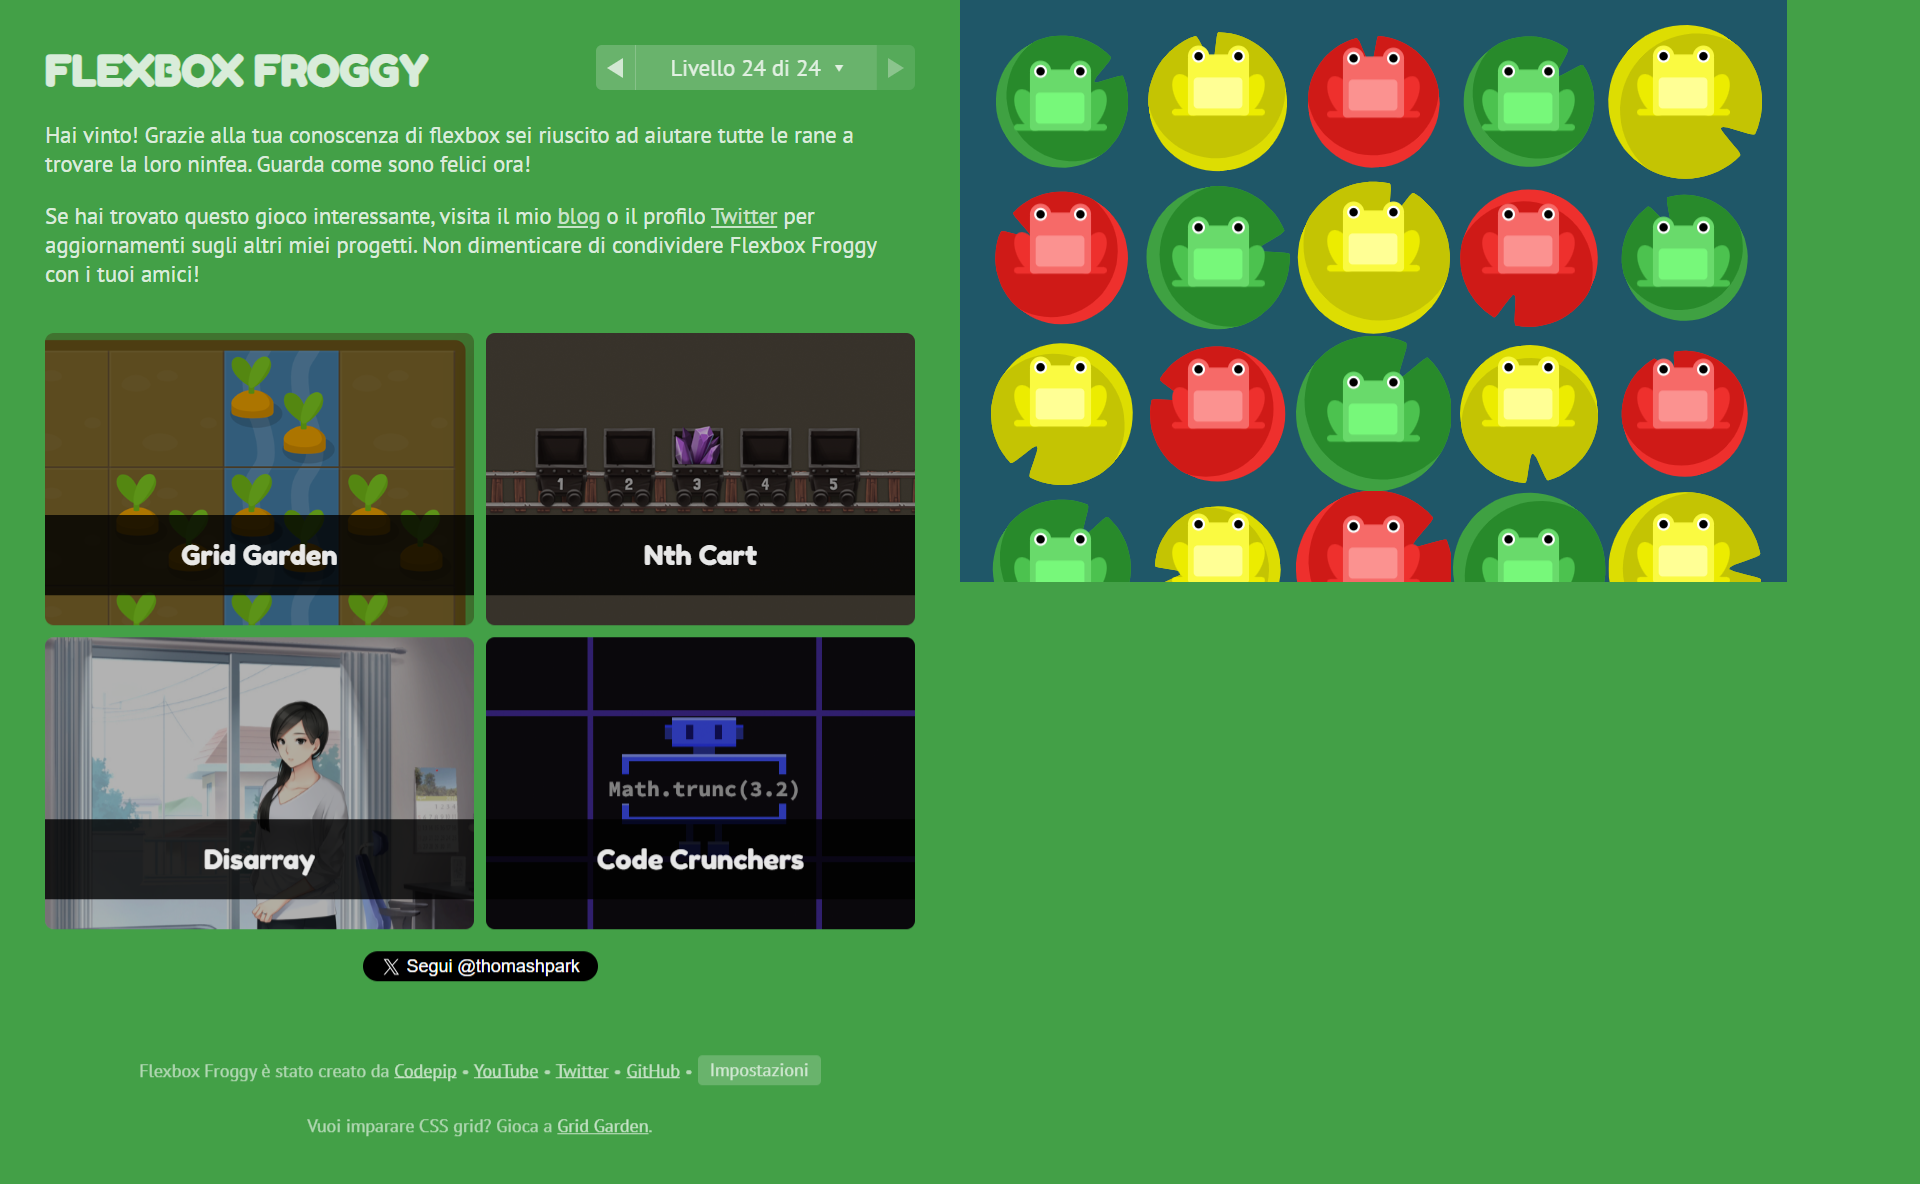 FLEXBOX FROGGY
Livello 24 di 24
Hai vinto! Grazie alla tua conoscenza di flexbox sei riuscito ad aiutare tutte le rane a
trovare la loro ninfea. Guarda come sono felici ora!
Se hai trovato questo gioco interessante, visita il mio blog o il profilo Twitter per
aggiornamenti sugli altri miei progetti. Non dimenticare di condividere Flexbox Froggy
con i tuoi amici!
Grid Garden
1 2 3 4 5
Nth Cart
Disarray
Math.trunc(3.2)
Code Crunchers
Segui @thomashpark
Flexbox Froggy è stato creato da Codepip • YouTube • Twitter • GitHub • Impostazioni
Vuoi imparare CSS grid? Gioca a Grid Garden.